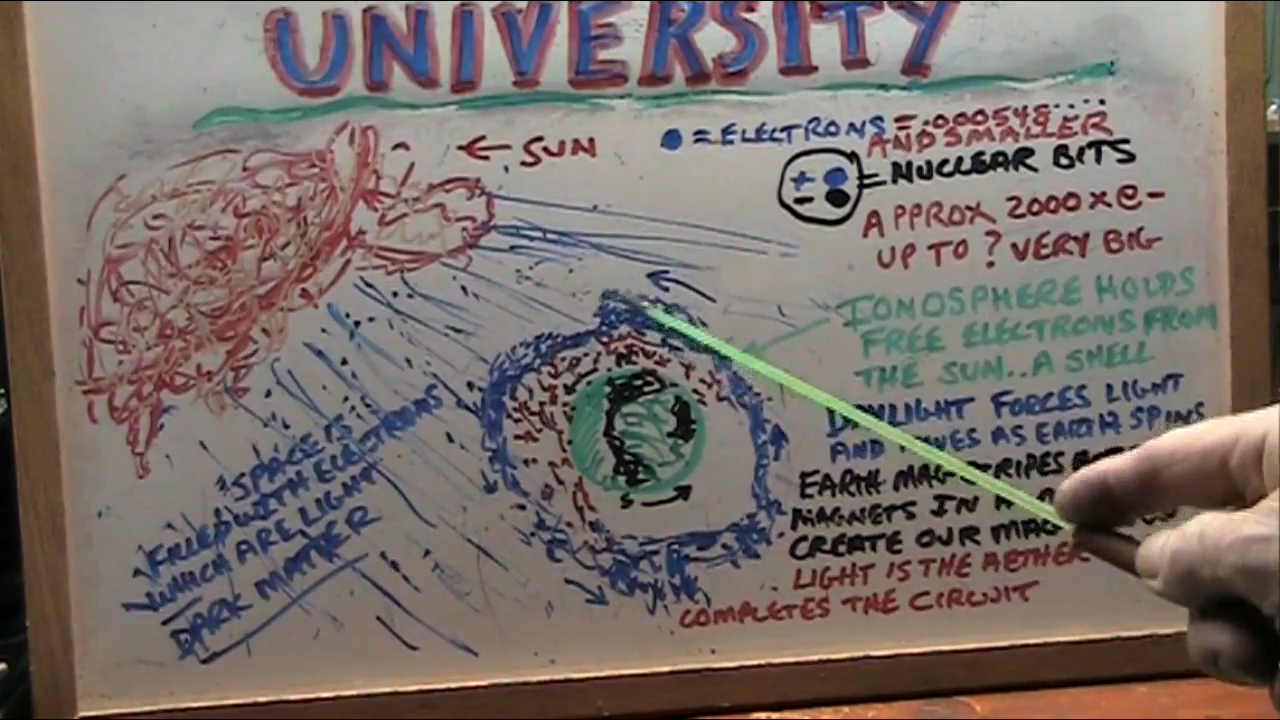 UNIVERSITY
← SUN
= ELECTRONS = .000548....
AND SMALLER
+ - = NUCLEAR BITS
APPROX 2000 X e-
UP TO ? VERY BIG
IONOSPHERE HOLDS
FREE ELECTRONS FROM
THE SUN.. A SHELL
DAYLIGHT FORCES LIGHT
AND MOVES AS EARTH SPINS
EARTH MAG STRIPES
MAGNETS IN A
CREATE OUR MAG
LIGHT IS THE AETHER
COMPLETES THE CIRCUIT
SPACE IS
FILLED WITH ELECTRONS
WHICH ARE LIGHT
DARK MATTER
N
S